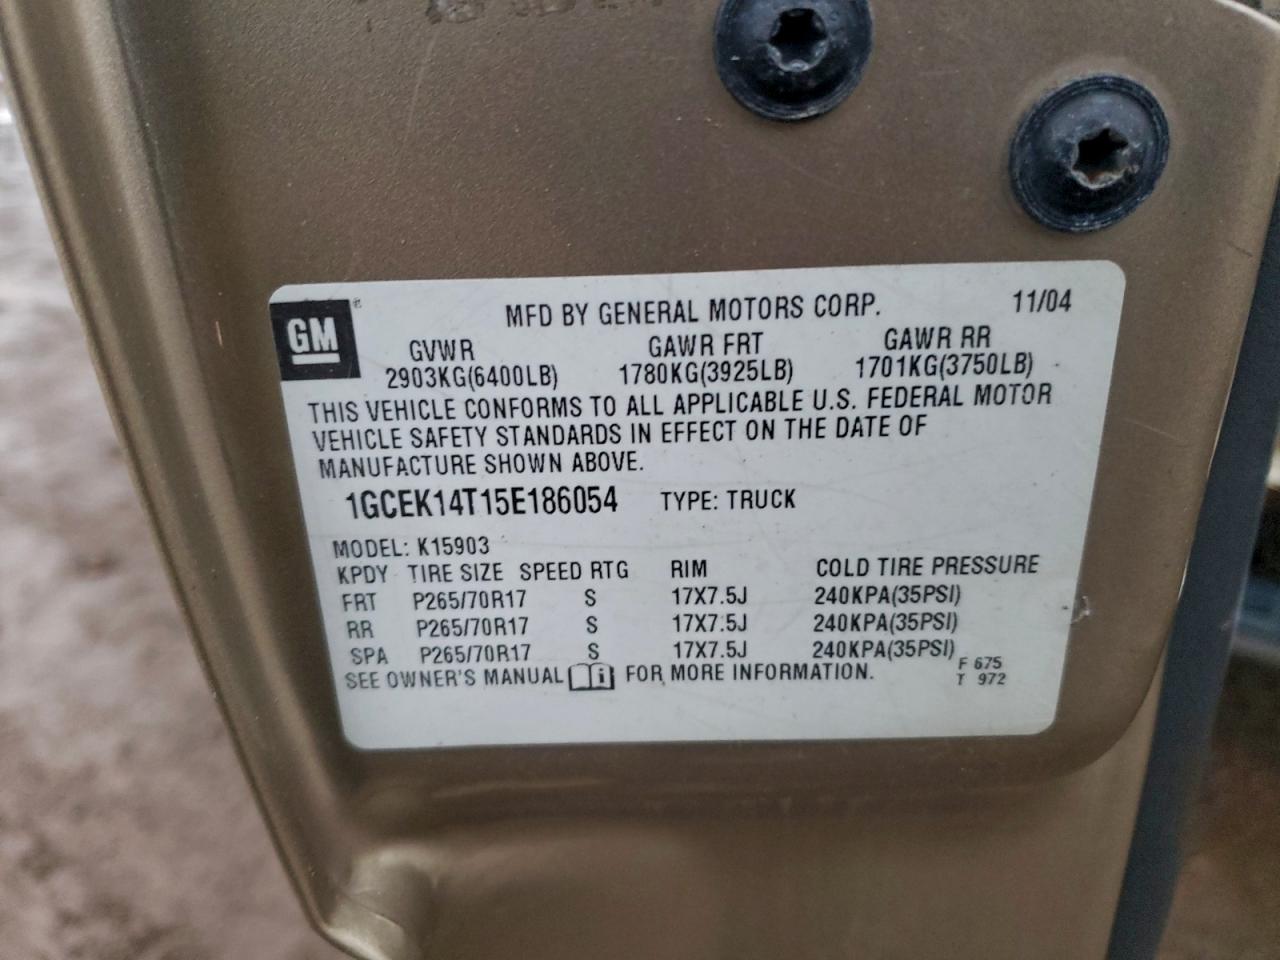 GM ® MFD BY GENERAL MOTORS CORP. 11/04
GVWR GAWR FRT GAWR RR
2903KG(6400LB) 1780KG(3925LB) 1701KG(3750LB)
THIS VEHICLE CONFORMS TO ALL APPLICABLE U.S. FEDERAL MOTOR
VEHICLE SAFETY STANDARDS IN EFFECT ON THE DATE OF
MANUFACTURE SHOWN ABOVE.
1GCEK14T15E186054 TYPE: TRUCK
MODEL: K15903
KPDY TIRE SIZE SPEED RTG RIM COLD TIRE PRESSURE
FRT P265/70R17 S 17X7.5J 240KPA(35PSI)
RR P265/70R17 S 17X7.5J 240KPA(35PSI)
SPA P265/70R17 S 17X7.5J 240KPA(35PSI)
SEE OWNER'S MANUAL i FOR MORE INFORMATION.
F 675
T 972